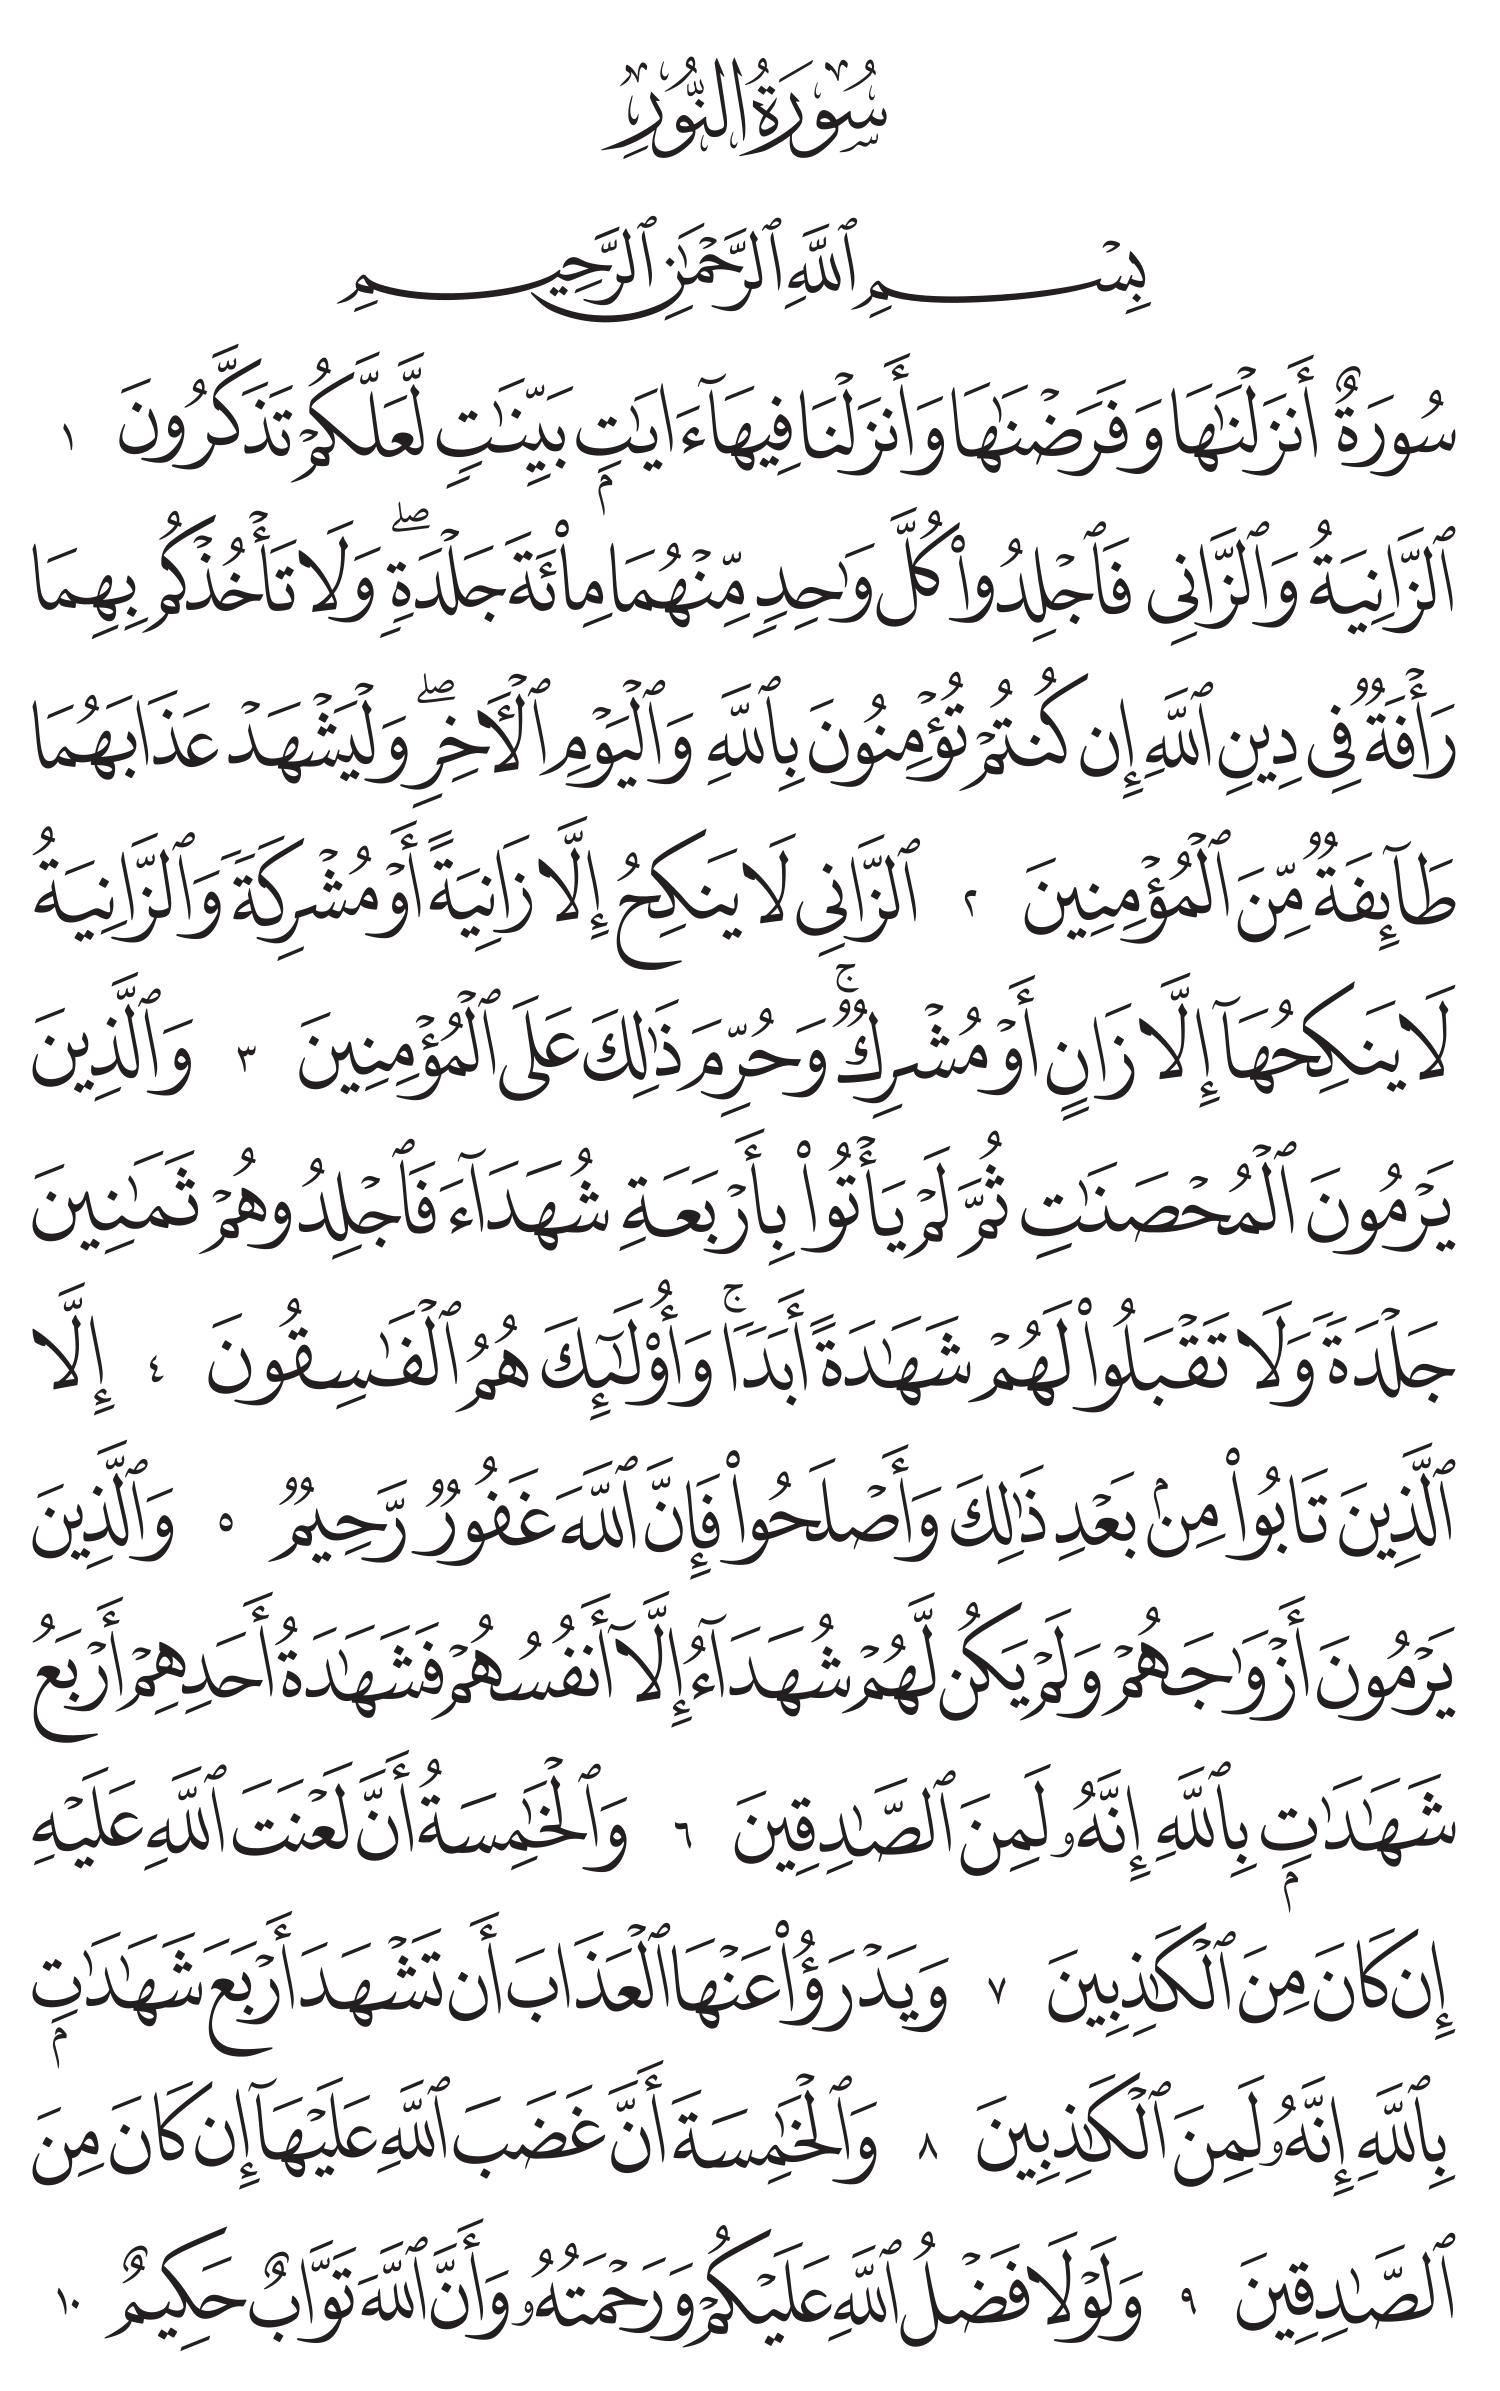 سُورَةُ النُّورِ
بِسْمِ ٱللَّهِ ٱلرَّحْمَٰنِ ٱلرَّحِيمِ
سُورَةٌ أَنزَلْنَٰهَا وَفَرَضْنَٰهَا وَأَنزَلْنَا فِيهَآ ءَايَٰتٍۭ بَيِّنَٰتٍ لَّعَلَّكُمْ تَذَكَّرُونَ ١
ٱلزَّانِيَةُ وَٱلزَّانِى فَٱجْلِدُوا۟ كُلَّ وَٰحِدٍ مِّنْهُمَا مِا۟ئَةَ جَلْدَةٍ ۖ وَلَا تَأْخُذْكُم بِهِمَا
رَأْفَةٌ فِى دِينِ ٱللَّهِ إِن كُنتُمْ تُؤْمِنُونَ بِٱللَّهِ وَٱلْيَوْمِ ٱلْأَخِرِ ۖ وَلْيَشْهَدْ عَذَابَهُمَا
طَآئِفَةٌ مِّنَ ٱلْمُؤْمِنِينَ ٢ ٱلزَّانِى لَا يَنكِحُ إِلَّا زَانِيَةً أَوْ مُشْرِكَةً وَٱلزَّانِيَةُ
لَا يَنكِحُهَآ إِلَّا زَانٍ أَوْ مُشْرِكٌ ۚ وَحُرِّمَ ذَٰلِكَ عَلَى ٱلْمُؤْمِنِينَ ٣ وَٱلَّذِينَ
يَرْمُونَ ٱلْمُحْصَنَٰتِ ثُمَّ لَمْ يَأْتُوا۟ بِأَرْبَعَةِ شُهَدَآءَ فَٱجْلِدُوهُمْ ثَمَٰنِينَ
جَلْدَةً وَلَا تَقْبَلُوا۟ لَهُمْ شَهَٰدَةً أَبَدًا ۚ وَأُو۟لَٰٓئِكَ هُمُ ٱلْفَٰسِقُونَ ٤ إِلَّا
ٱلَّذِينَ تَابُوا۟ مِنۢ بَعْدِ ذَٰلِكَ وَأَصْلَحُوا۟ فَإِنَّ ٱللَّهَ غَفُورٌ رَّحِيمٌ ٥ وَٱلَّذِينَ
يَرْمُونَ أَزْوَٰجَهُمْ وَلَمْ يَكُن لَّهُمْ شُهَدَآءُ إِلَّآ أَنفُسُهُمْ فَشَهَٰدَةُ أَحَدِهِمْ أَرْبَعُ
شَهَٰدَٰتٍۭ بِٱللَّهِ إِنَّهُۥ لَمِنَ ٱلصَّٰدِقِينَ ٦ وَٱلْخَٰمِسَةُ أَنَّ لَعْنَتَ ٱللَّهِ عَلَيْهِ
إِن كَانَ مِنَ ٱلْكَٰذِبِينَ ٧ وَيَدْرَؤُا۟ عَنْهَا ٱلْعَذَابَ أَن تَشْهَدَ أَرْبَعَ شَهَٰدَٰتٍۭ
بِٱللَّهِ إِنَّهُۥ لَمِنَ ٱلْكَٰذِبِينَ ٨ وَٱلْخَٰمِسَةَ أَنَّ غَضَبَ ٱللَّهِ عَلَيْهَآ إِن كَانَ مِنَ
ٱلصَّٰدِقِينَ ٩ وَلَوْلَا فَضْلُ ٱللَّهِ عَلَيْكُمْ وَرَحْمَتُهُۥ وَأَنَّ ٱللَّهَ تَوَّابٌ حَكِيمٌ ١٠